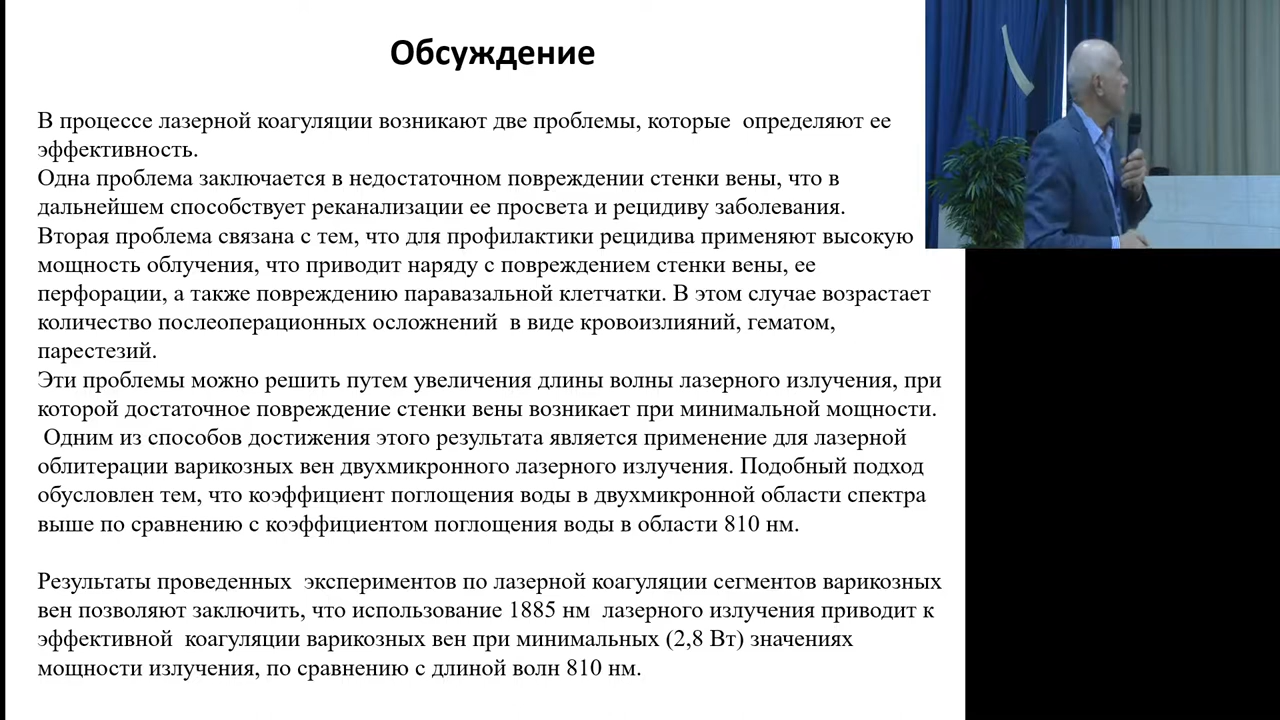 Обсуждение
В процессе лазерной коагуляции возникают две проблемы, которые  определяют ее
эффективность.
Одна проблема заключается в недостаточном повреждении стенки вены, что в
дальнейшем способствует реканализации ее просвета и рецидиву заболевания.
Вторая проблема связана с тем, что для профилактики рецидива применяют высокую
мощность облучения, что приводит наряду с повреждением стенки вены, ее
перфорации, а также повреждению паравазальной клетчатки. В этом случае возрастает
количество послеоперационных осложнений  в виде кровоизлияний, гематом,
парестезий.
Эти проблемы можно решить путем увеличения длины волны лазерного излучения, при
которой достаточное повреждение стенки вены возникает при минимальной мощности.
Одним из способов достижения этого результата является применение для лазерной
облитерации варикозных вен двухмикронного лазерного излучения. Подобный подход
обусловлен тем, что коэффициент поглощения воды в двухмикронной области спектра
выше по сравнению с коэффициентом поглощения воды в области 810 нм.
Результаты проведенных  экспериментов по лазерной коагуляции сегментов варикозных
вен позволяют заключить, что использование 1885 нм  лазерного излучения приводит к
эффективной  коагуляции варикозных вен при минимальных (2,8 Вт) значениях
мощности излучения, по сравнению с длиной волн 810 нм.